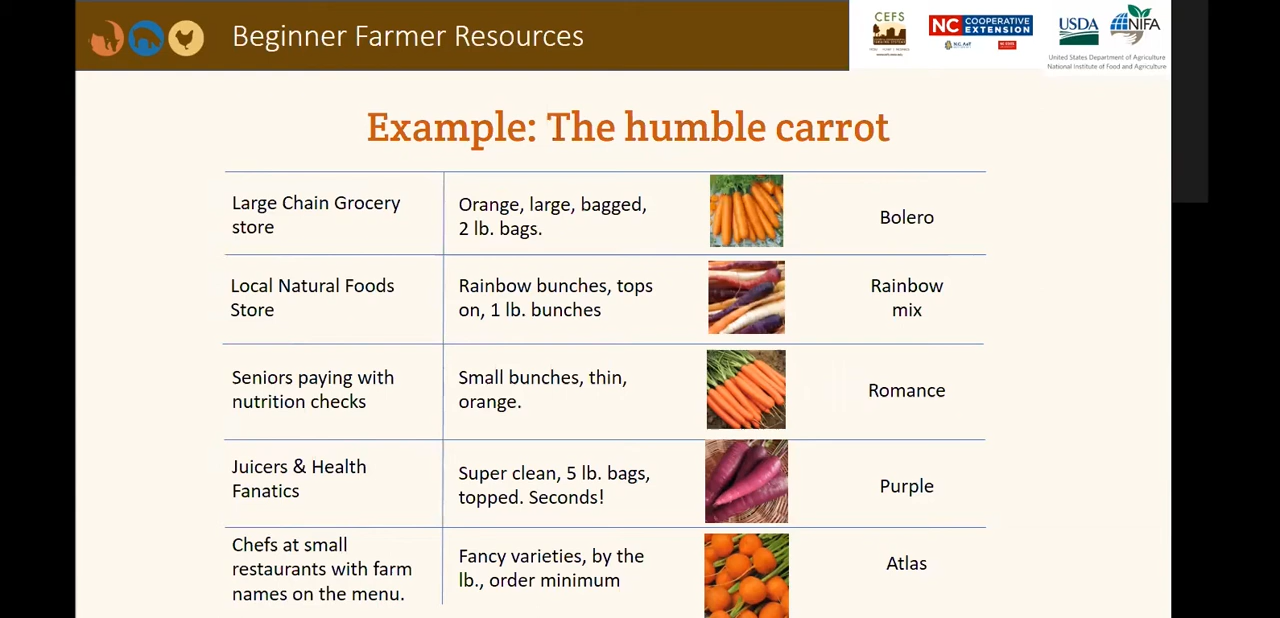 Beginner Farmer Resources
CEFS
NC COOPERATIVE
EXTENSION
USDA
NIFA
United States Department of Agriculture
National Institute of Food and Agriculture
Example: The humble carrot
Large Chain Grocery
store
Orange, large, bagged,
2 lb. bags.
Bolero
Local Natural Foods
Store
Rainbow bunches, tops
on, 1 lb. bunches
Rainbow
mix
Seniors paying with
nutrition checks
Small bunches, thin,
orange.
Romance
Juicers & Health
Fanatics
Super clean, 5 lb. bags,
topped. Seconds!
Purple
Chefs at small
restaurants with farm
names on the menu.
Fancy varieties, by the
lb., order minimum
Atlas